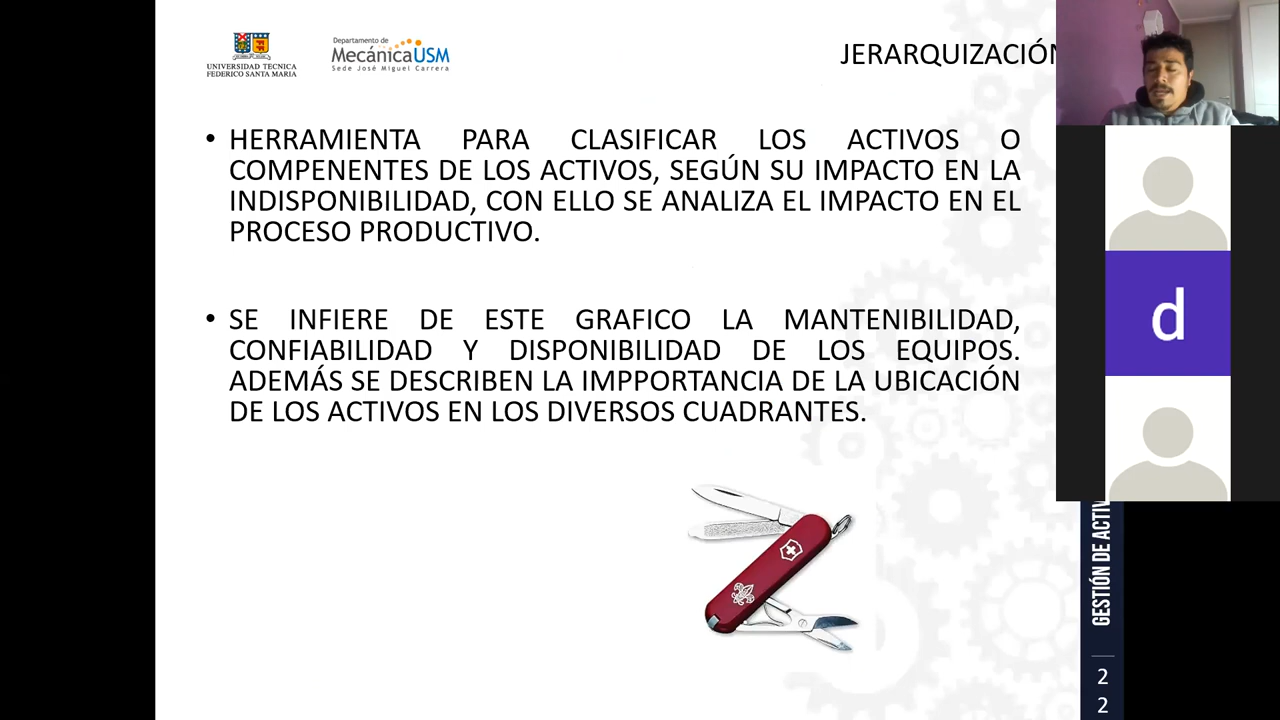 UNIVERSIDAD TECNICA
FEDERICO SANTA MARIA
Departamento de
MecánicaUSM
Sede José Miguel Carrera
JERARQUIZACIÓN
• HERRAMIENTA PARA CLASIFICAR LOS ACTIVOS O
COMPENENTES DE LOS ACTIVOS, SEGÚN SU IMPACTO EN LA
INDISPONIBILIDAD, CON ELLO SE ANALIZA EL IMPACTO EN EL
PROCESO PRODUCTIVO.
• SE INFIERE DE ESTE GRAFICO LA MANTENIBILIDAD,
CONFIABILIDAD Y DISPONIBILIDAD DE LOS EQUIPOS.
ADEMÁS SE DESCRIBEN LA IMPPORTANCIA DE LA UBICACIÓN
DE LOS ACTIVOS EN LOS DIVERSOS CUADRANTES.
d
GESTIÓN DE ACTIV
2
2